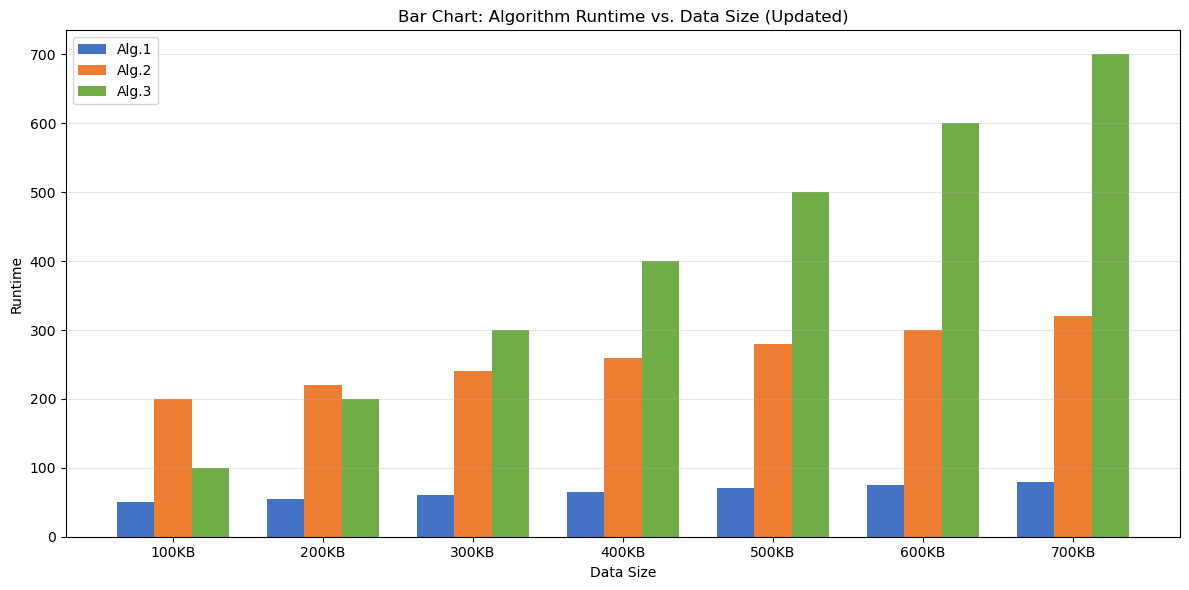 Bar Chart: Algorithm Runtime vs. Data Size (Updated)
Alg.1
Alg.2
Alg.3
Runtime
700
600
500
400
300
200
100
0
100KB 200KB 300KB 400KB 500KB 600KB 700KB
Data Size